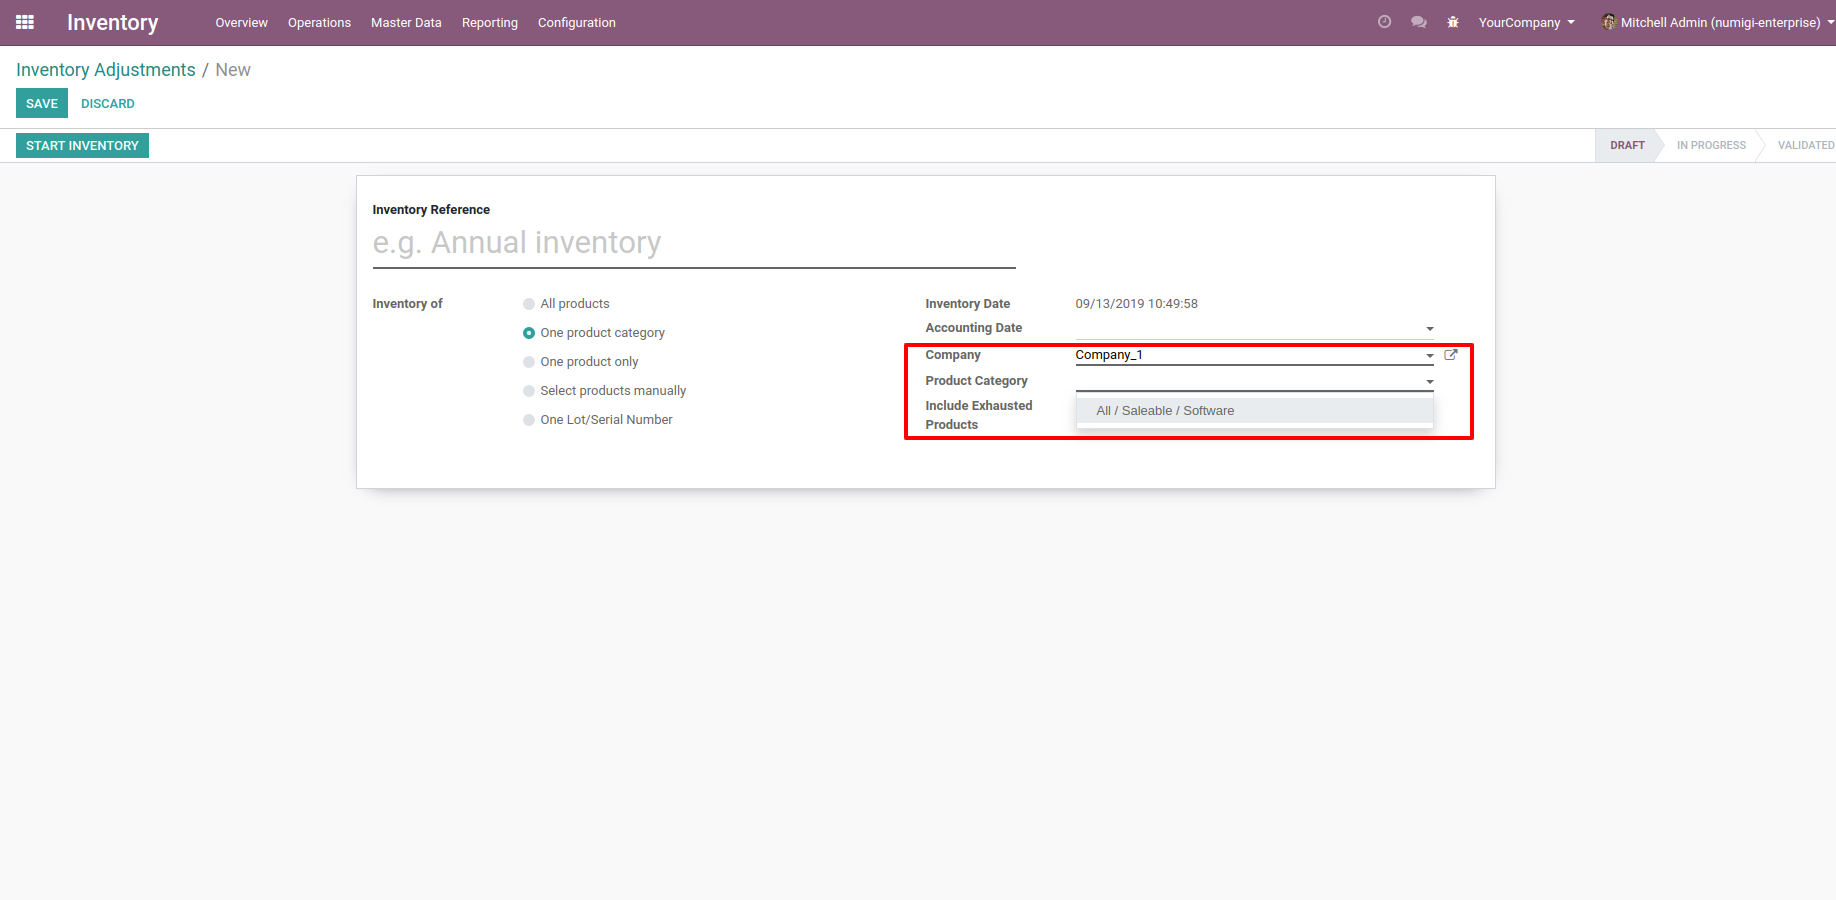 Inventory Overview Operations Master Data Reporting Configuration YourCompany Mitchell Admin (numigi-enterprise)
Inventory Adjustments / New
SAVE DISCARD
START INVENTORY DRAFT IN PROGRESS VALIDATED
Inventory Reference
e.g. Annual inventory
Inventory of
All products
One product category
One product only
Select products manually
One Lot/Serial Number
Inventory Date 09/13/2019 10:49:58
Accounting Date
Company Company_1
Product Category
All / Saleable / Software
Include Exhausted
Products